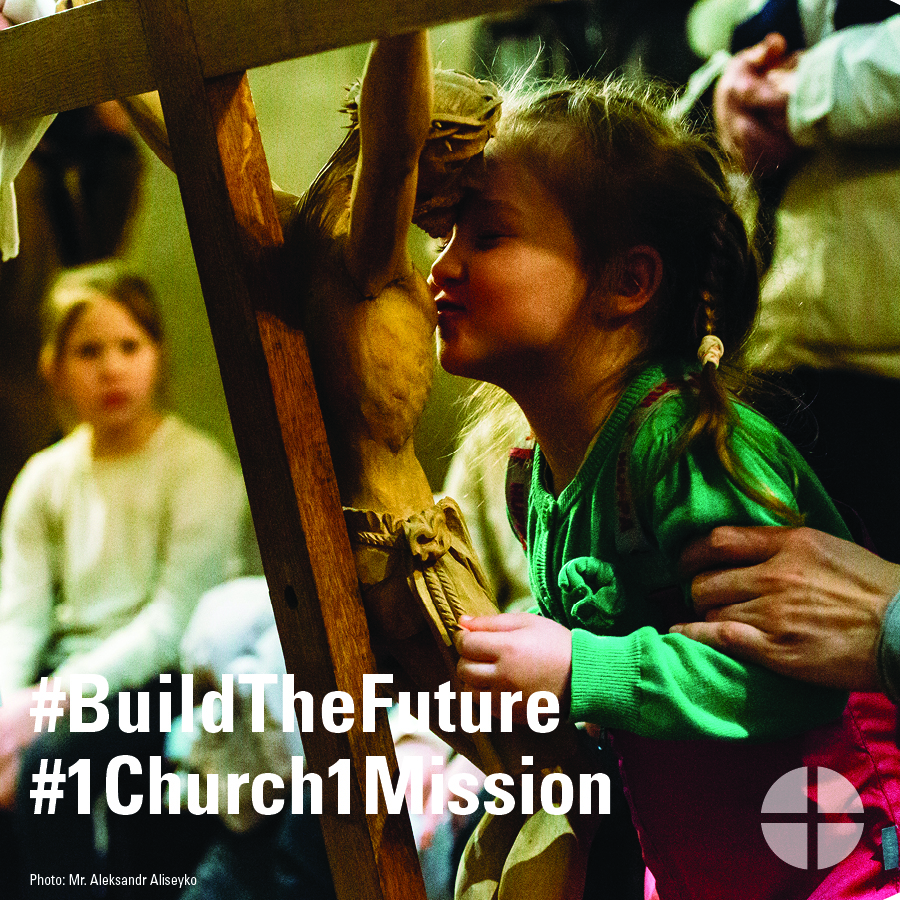 #BuildTheFuture
#1Church1Mission
Photo: Mr. Aleksandr Aliseyko